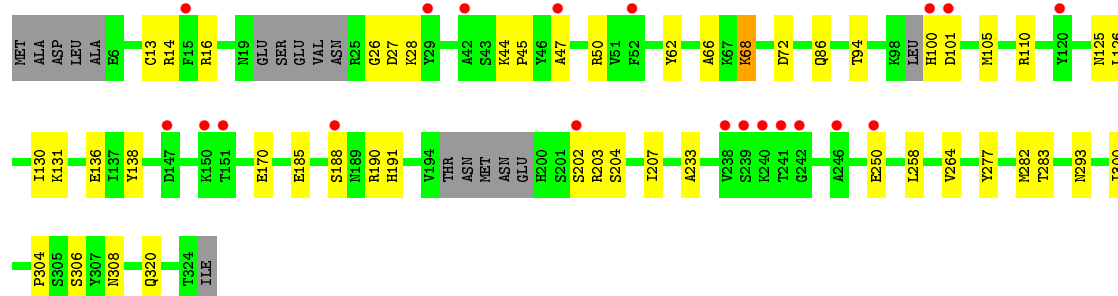 MET ALA ASP LEU ALA E6 C13 R14 F15 R16 N19 GLU SER GLU VAL ASN R25 G26 D27 K28 Y29 A42 S43 K44 P45 Y46 A47 R50 V51 F52 Y62 A66 K67 K68 D72 Q86 T94 K98 LEU H100 D101 M105 R110 Y120 N125
I130 K131 E136 I137 Y138 D147 K150 T151 E170 E185 S188 N189 R190 H191 V194 THR ASN MET ASN GLU H200 S201 S202 R203 S204 I207 A233 V238 S239 K240 T241 G242 A246 E250 L258 V264 Y277 M282 T283 N293
P304 S305 S306 Y307 N308 Q320 T324 ILE